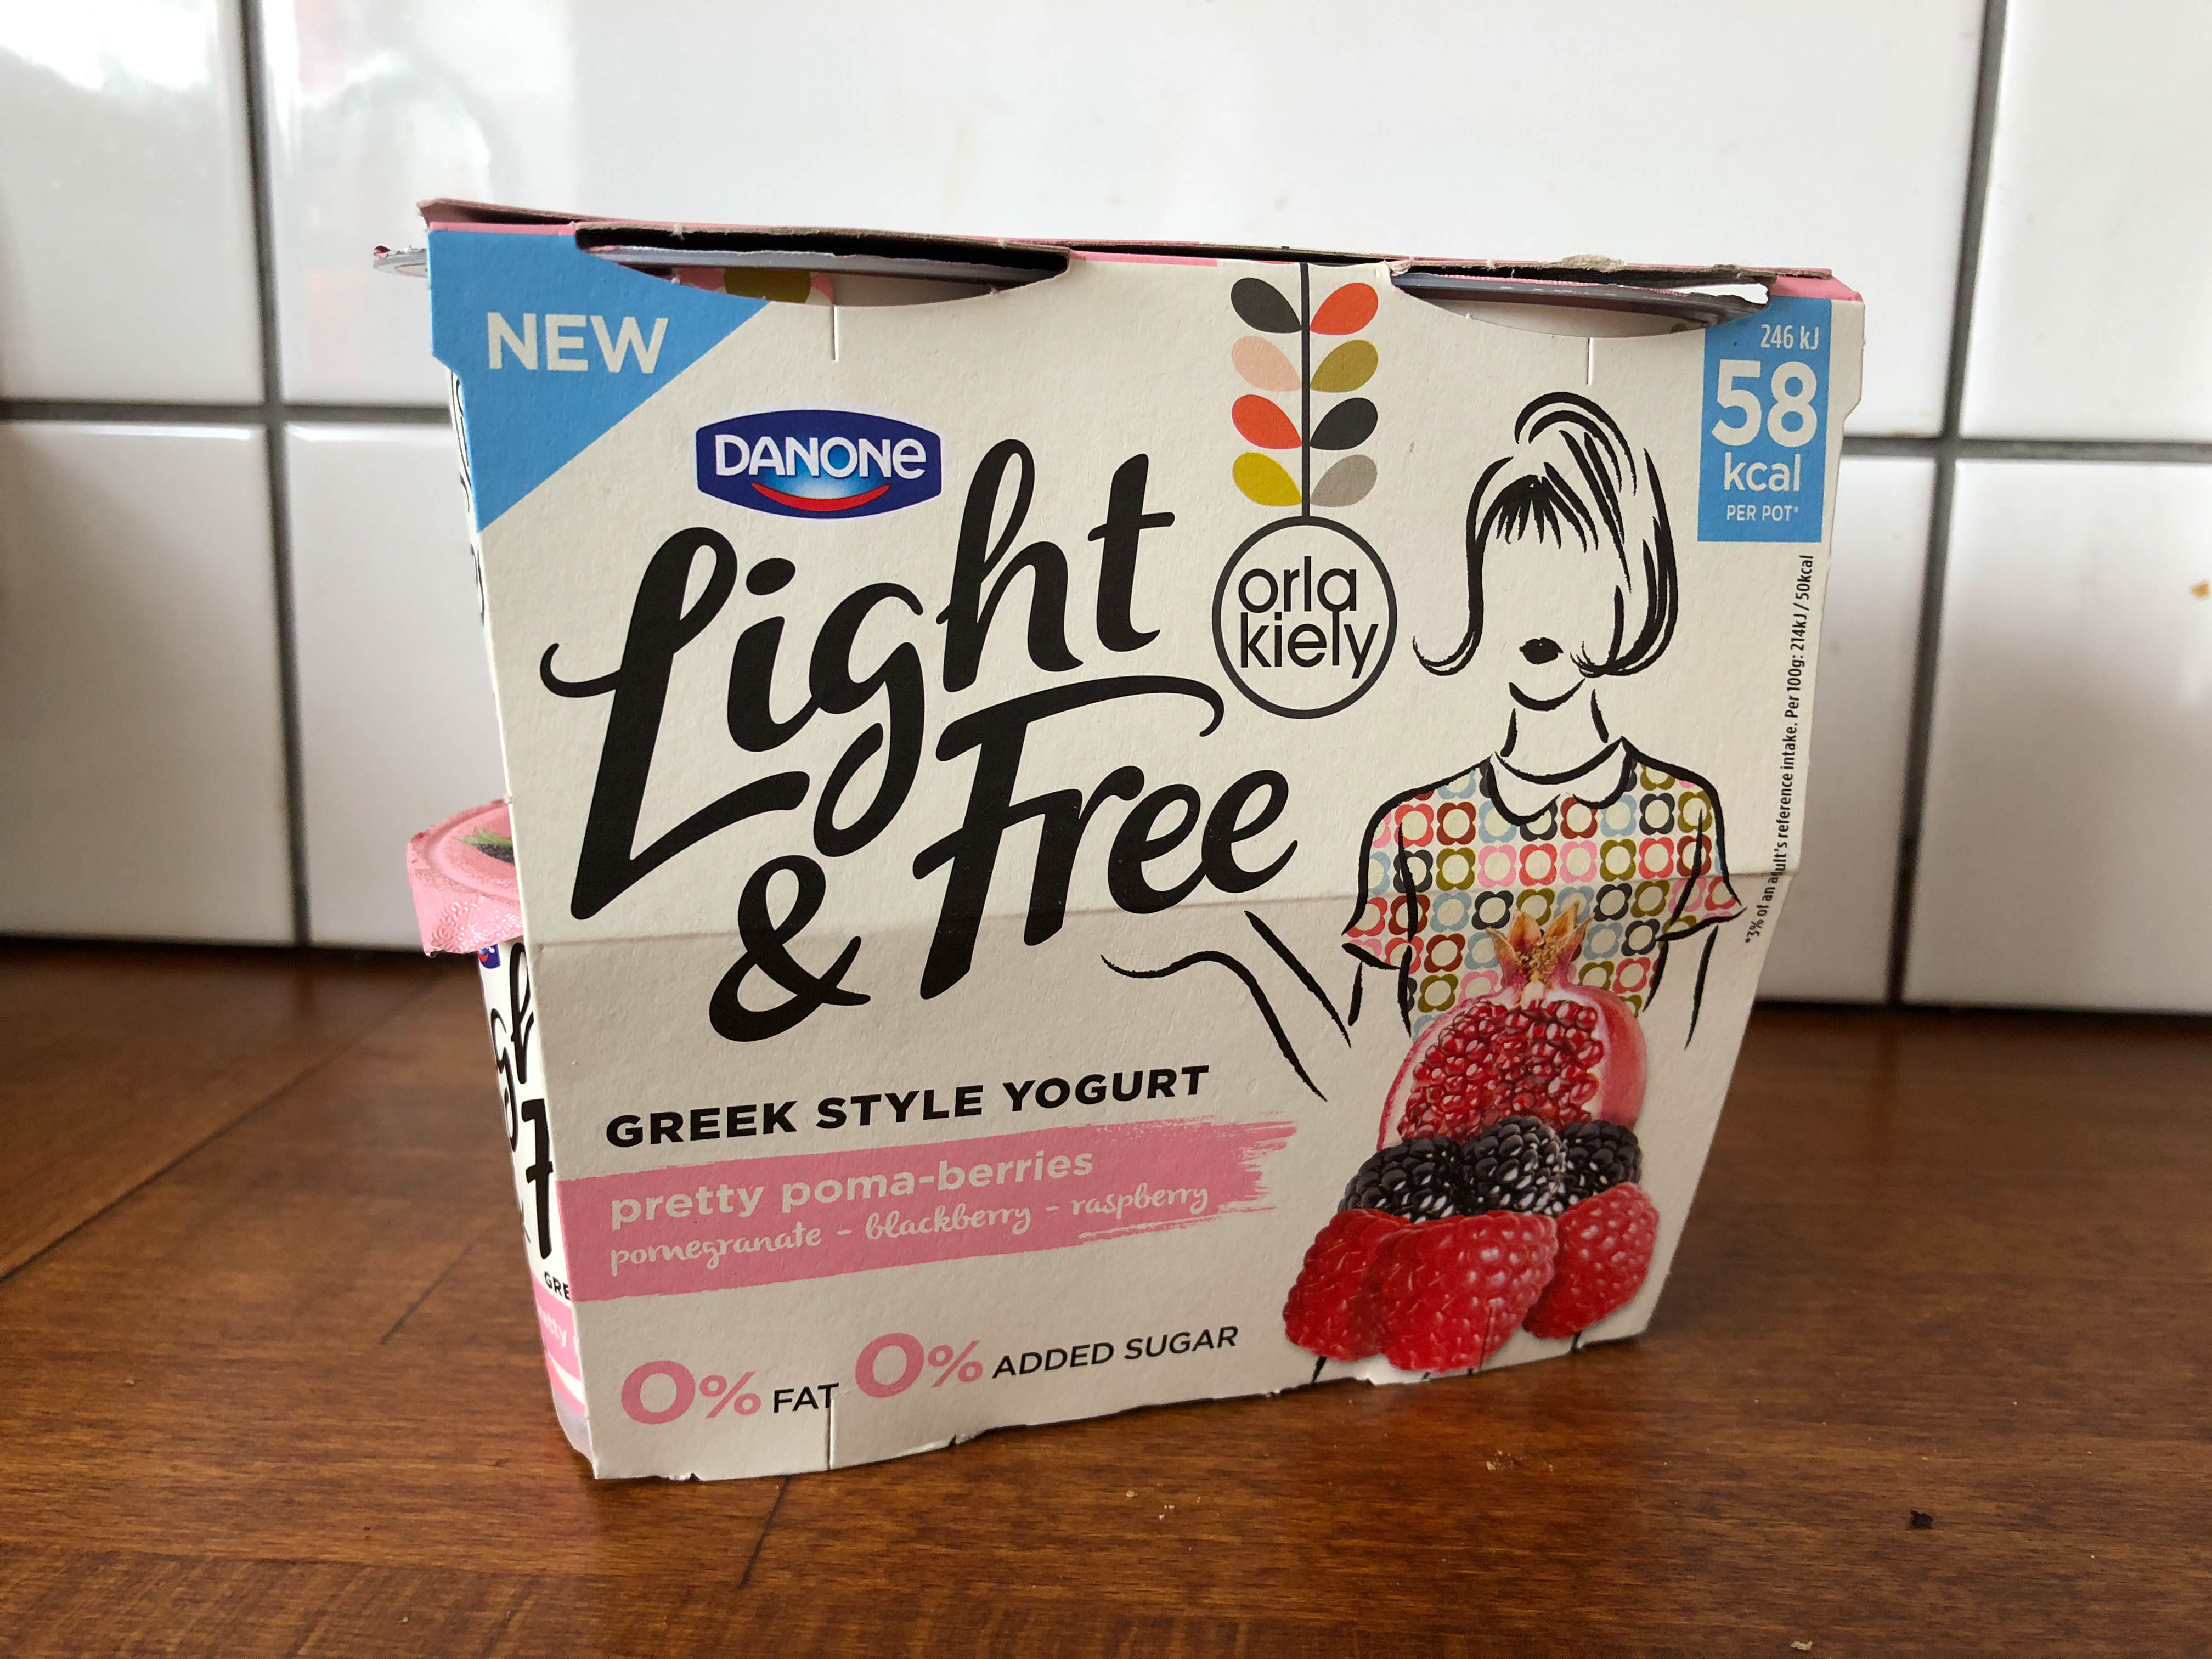 NEW
DANONE
Light
& Free
orla
kiely
246 kJ
58
kcal
PER POT*
*3% of an adult's reference intake. Per 100g: 214kJ / 50kcal
GREEK STYLE YOGURT
pretty poma-berries
pomegranate - blackberry - raspberry
0% FAT 0% ADDED SUGAR
GRE